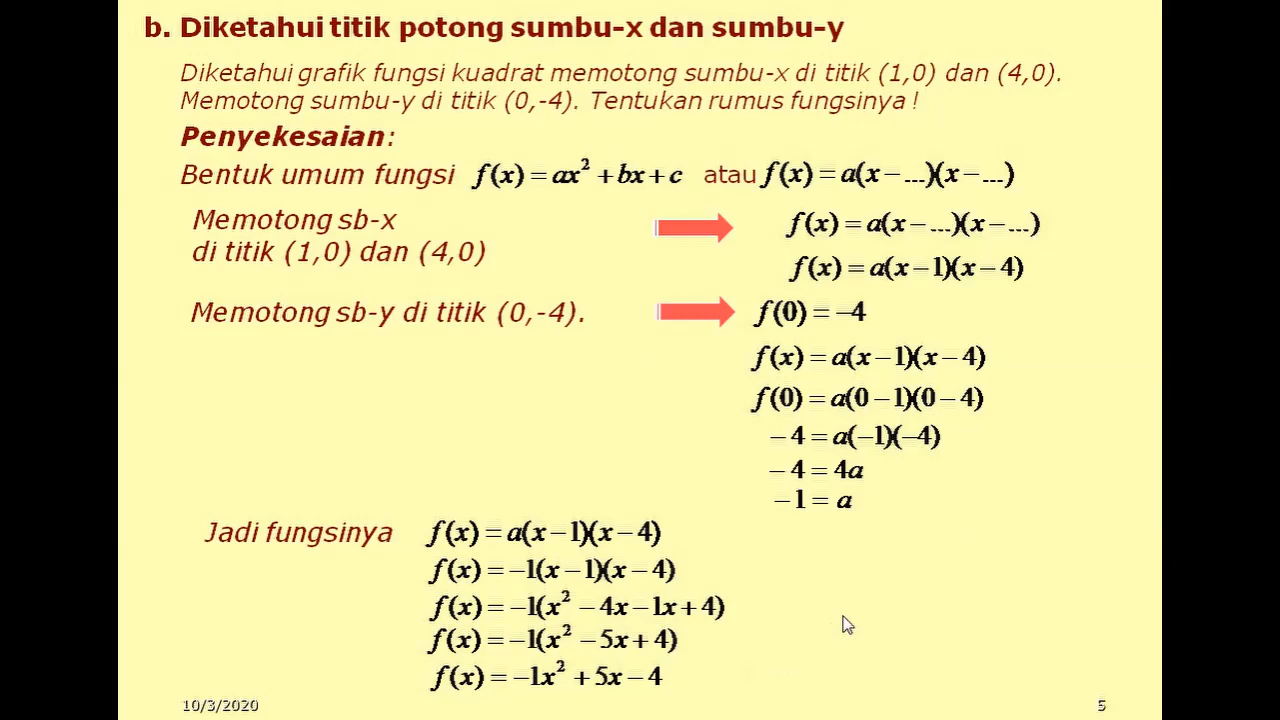 b. Diketahui titik potong sumbu-x dan sumbu-y
Diketahui grafik fungsi kuadrat memotong sumbu-x di titik (1,0) dan (4,0).
Memotong sumbu-y di titik (0,-4). Tentukan rumus fungsinya !
Penyekesaian:
Bentuk umum fungsi f(x) = ax² + bx + c atau f(x) = a(x − ...)(x − ...)
Memotong sb-x
di titik (1,0) dan (4,0)
f(x) = a(x − ...)(x − ...)
f(x) = a(x − 1)(x − 4)
Memotong sb-y di titik (0,-4).
f(0) = −4
f(x) = a(x − 1)(x − 4)
f(0) = a(0 − 1)(0 − 4)
− 4 = a(−1)(−4)
− 4 = 4a
− 1 = a
Jadi fungsinya f(x) = a(x − 1)(x − 4)
f(x) = −1(x − 1)(x − 4)
f(x) = −1(x² − 4x − 1x + 4)
f(x) = −1(x² − 5x + 4)
f(x) = −1x² + 5x − 4
10/3/2020
5